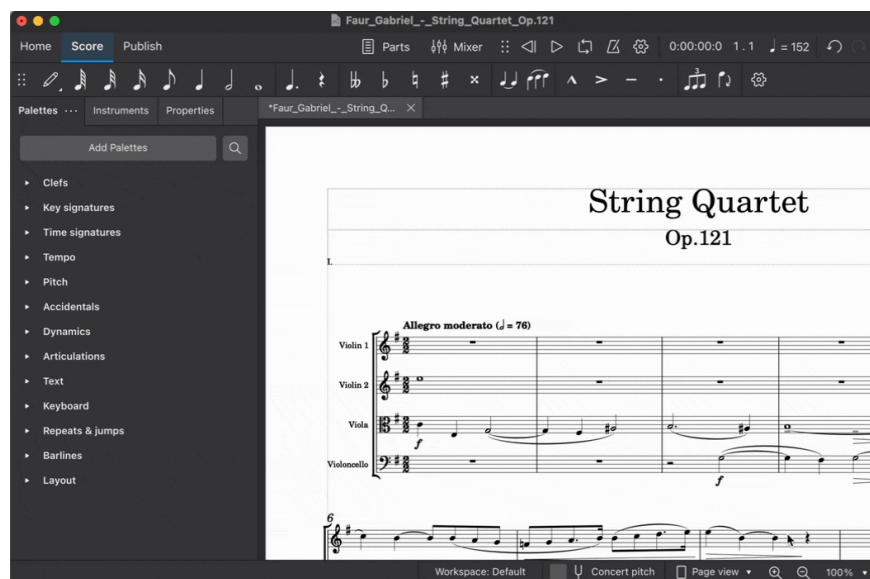 Faur_Gabriel_-_String_Quartet_Op.121
Home Score Publish Parts Mixer 0:00:00:0 1 . 1 = 152
Palettes ··· Instruments Properties *Faur_Gabriel_-_String_Q...
Add Palettes
Clefs
Key signatures
Time signatures
Tempo
Pitch
Accidentals
Dynamics
Articulations
Text
Keyboard
Repeats & jumps
Barlines
Layout
String Quartet
Op.121
I.
Allegro moderato (𝅗𝅥 = 76)
Violin 1
Violin 2
Viola
f
Violoncello
f
6
Workspace: Default Concert pitch Page view 100%